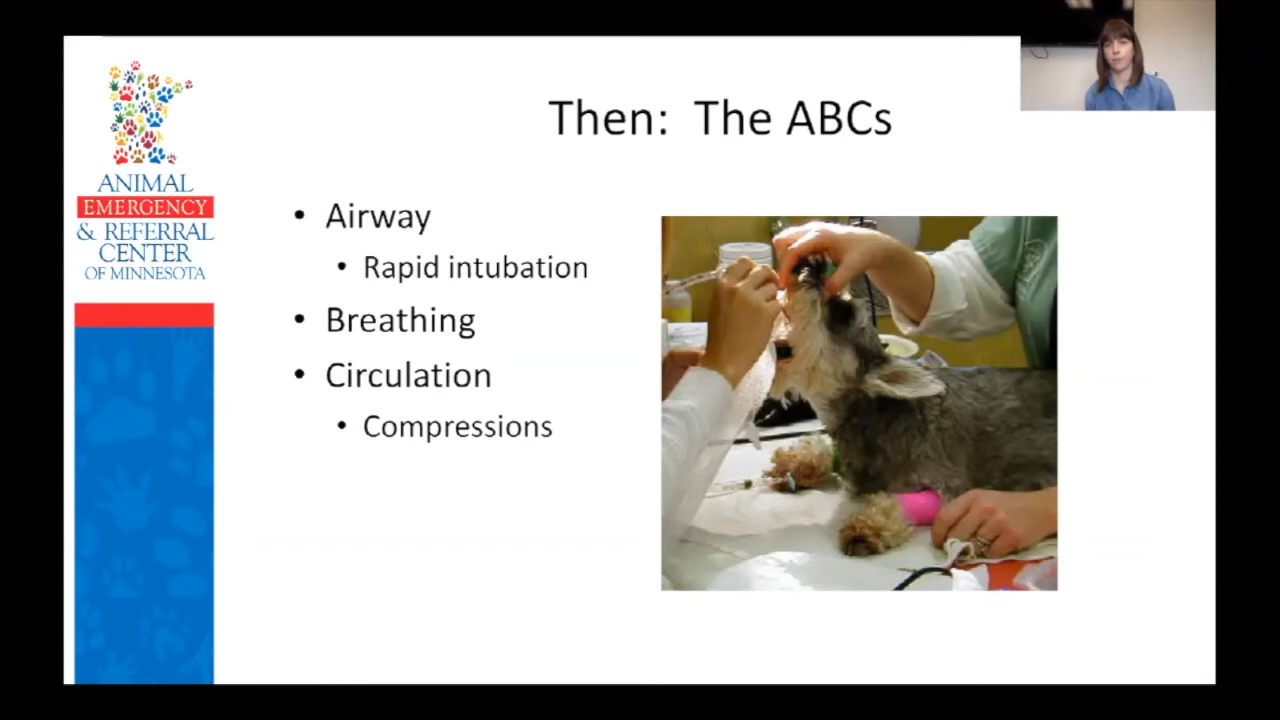 Then: The ABCs
ANIMAL
EMERGENCY
& REFERRAL
CENTER
OF MINNESOTA
• Airway
• Rapid intubation
• Breathing
• Circulation
• Compressions